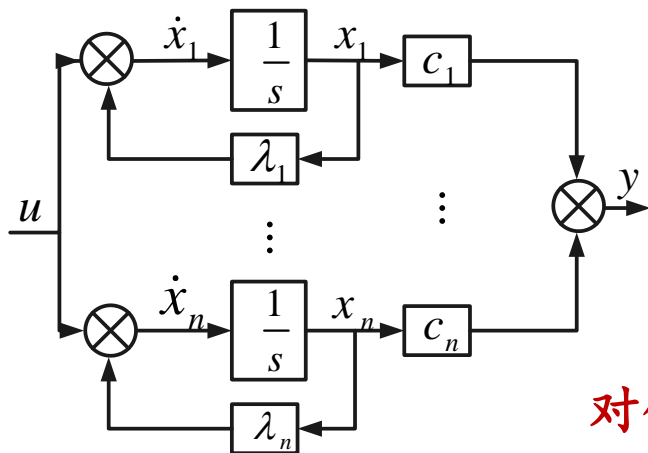 ẋ₁ 1/s x₁ c₁
λ₁
u ⋮ ⋮ y
ẋₙ 1/s xₙ cₙ
λₙ
对